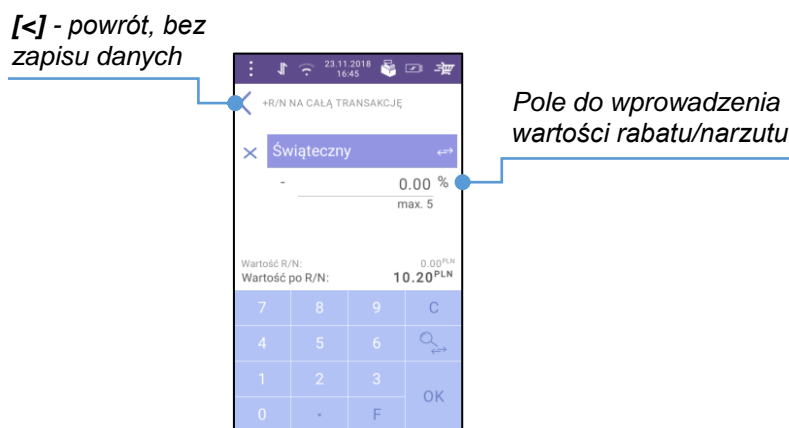 [<] - powrót, bez
zapisu danych
23.11.2018
16:45
+R/N NA CAŁĄ TRANSAKCJĘ
Pole do wprowadzenia
wartości rabatu/narzutu
Świąteczny
- 0.00 %
max. 5
Wartość R/N: 0.00 PLN
Wartość po R/N: 10.20 PLN
7 8 9 C
4 5 6
1 2 3
OK
0 . F